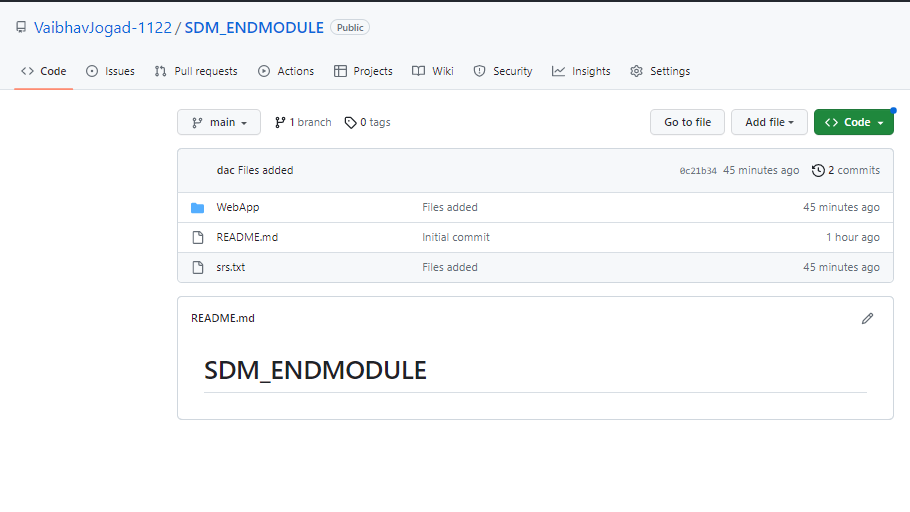 VaibhavJogad-1122 / SDM_ENDMODULE Public
Code Issues Pull requests Actions Projects Wiki Security Insights Settings
main 1 branch 0 tags Go to file Add file Code
dac Files added 0c21b34 45 minutes ago 2 commits
WebApp Files added 45 minutes ago
README.md Initial commit 1 hour ago
srs.txt Files added 45 minutes ago
README.md
SDM_ENDMODULE